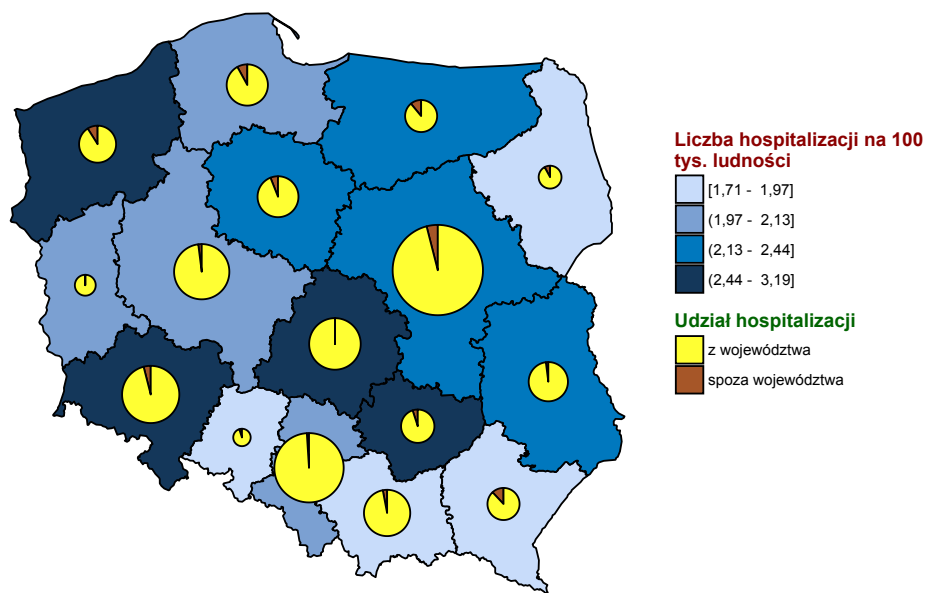 Liczba hospitalizacji na 100
tys. ludności
[1,71 - 1,97]
(1,97 - 2,13]
(2,13 - 2,44]
(2,44 - 3,19]
Udział hospitalizacji
z województwa
spoza województwa